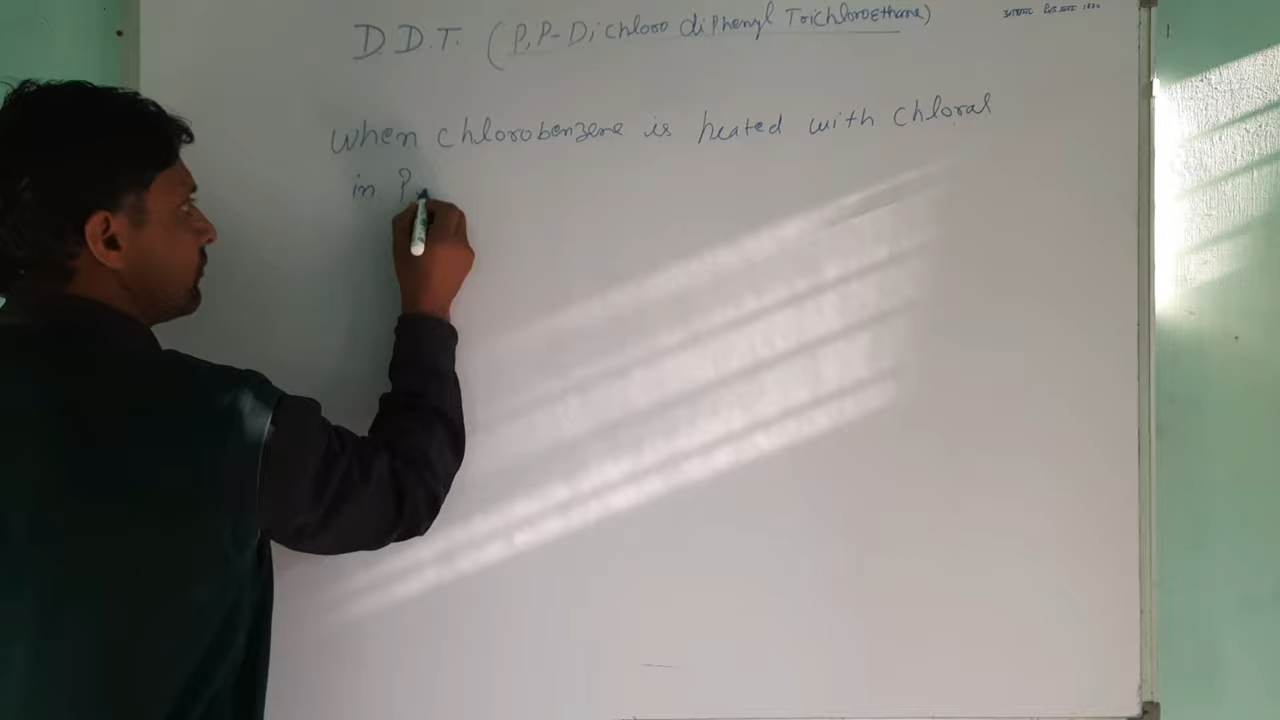 D.D.T. (P,P-Dichloro diphenyl Trichloroethane)
when chlorobenzene is heated with chloral
in P